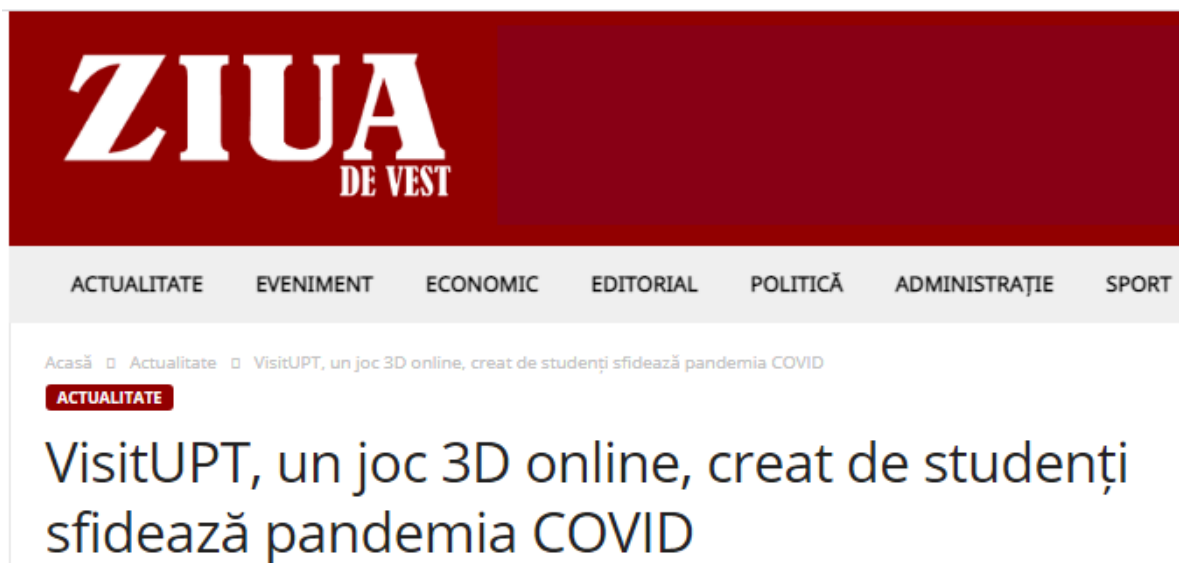 ZIUA
DE VEST
ACTUALITATE EVENIMENT ECONOMIC EDITORIAL POLITICĂ ADMINISTRAȚIE SPORT
Acasă Actualitate VisitUPT, un joc 3D online, creat de studenți sfidează pandemia COVID
ACTUALITATE
VisitUPT, un joc 3D online, creat de studenți
sfidează pandemia COVID